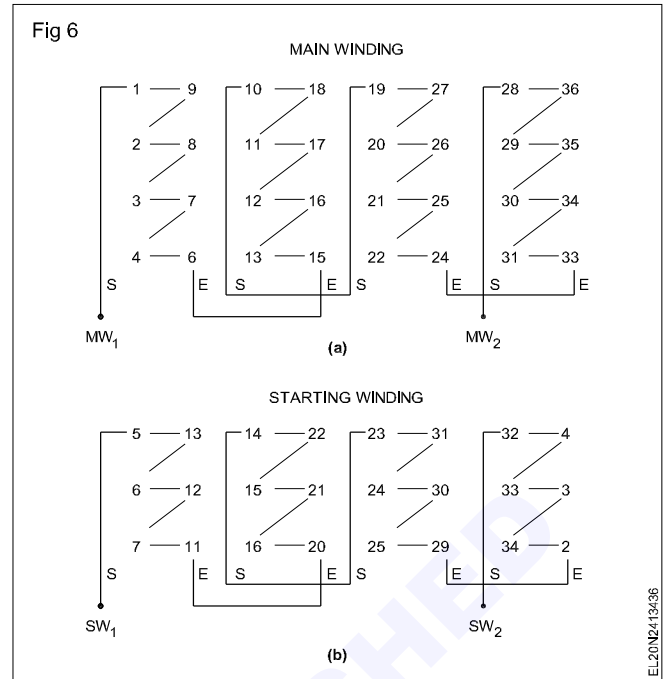 Fig 6
MAIN WINDING
1 9 10 18 19 27 28 36
2 8 11 17 20 26 29 35
3 7 12 16 21 25 30 34
4 6 13 15 22 24 31 33
S E S E S E S E
MW1 MW2
(a)
STARTING WINDING
5 13 14 22 23 31 32 4
6 12 15 21 24 30 33 3
7 11 16 20 25 29 34 2
S E S E S E S E
SW1 SW2
(b)
EL20N2413436
SHED